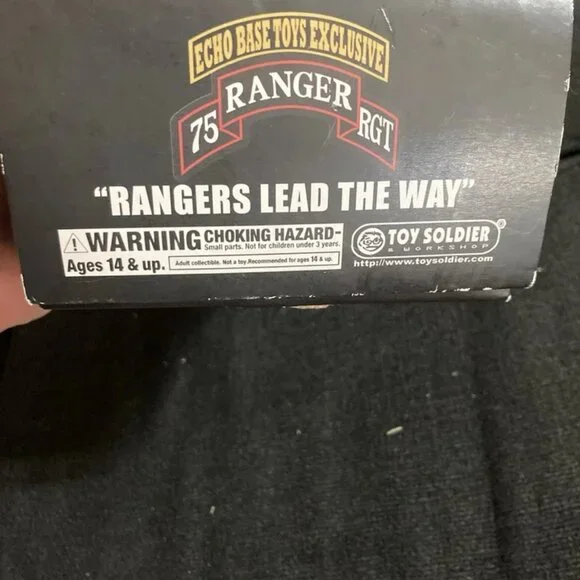 ECHO BASE TOYS EXCLUSIVE
75 RANGER RGT
"RANGERS LEAD THE WAY"
WARNING CHOKING HAZARD-
Small parts. Not for children under 3 years.
Ages 14 & up. Adult collectible. Not a toy.Recommended for ages 14 & up.
TOY SOLDIER®
& WORKSHOP
http://www.toysoldier.com